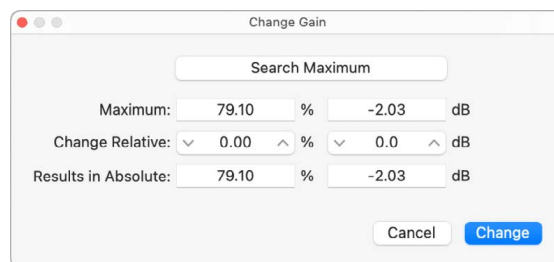 Change Gain
Search Maximum
Maximum: 79.10 % -2.03 dB
Change Relative: 0.00 % 0.0 dB
Results in Absolute: 79.10 % -2.03 dB
Cancel Change